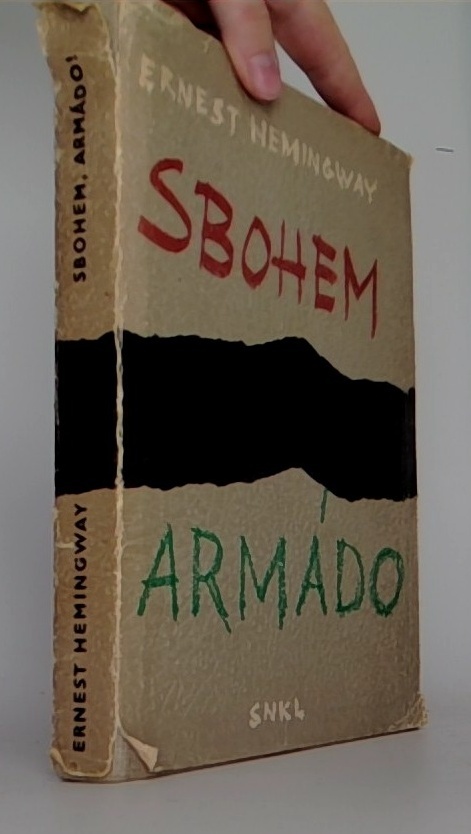 ERNEST HEMINGWAY
SBOHEM
ARMÁDO
SNKL
SBOHEM, ARMÁDO!
ERNEST HEMINGWAY